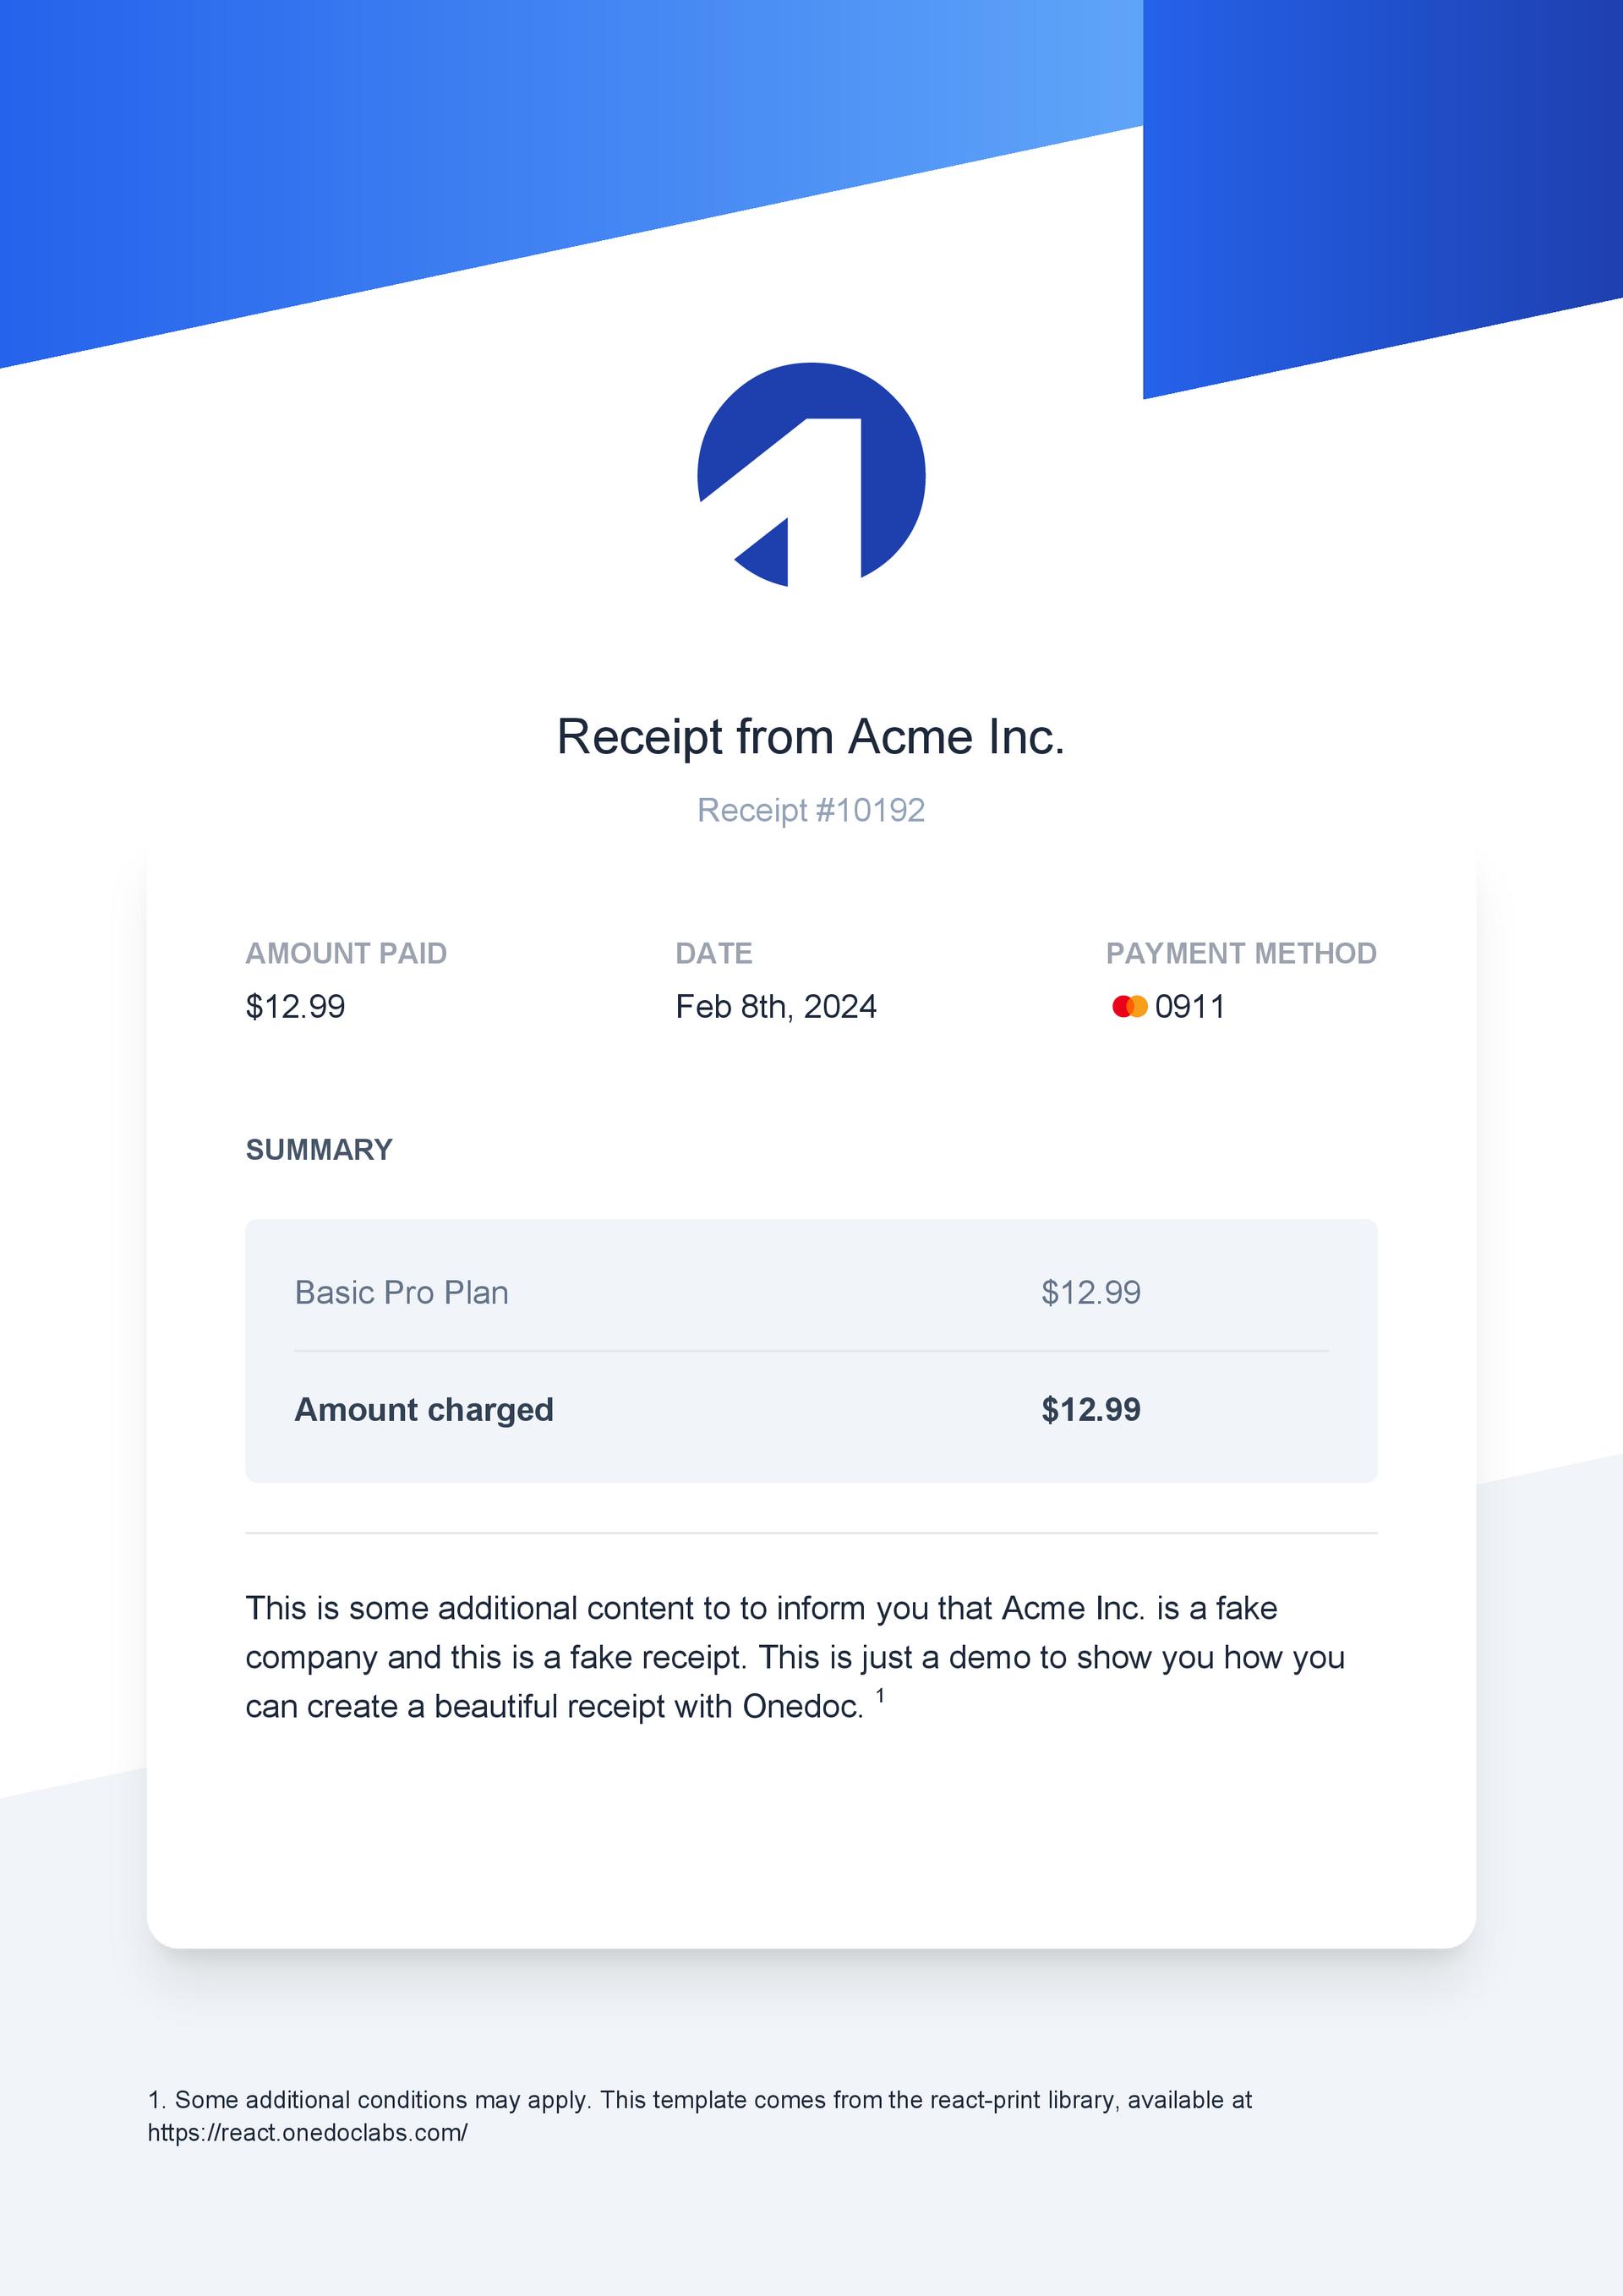 Receipt from Acme Inc.
Receipt #10192
AMOUNT PAID DATE PAYMENT METHOD
$12.99 Feb 8th, 2024 0911
SUMMARY
Basic Pro Plan $12.99
Amount charged $12.99
This is some additional content to to inform you that Acme Inc. is a fake
company and this is a fake receipt. This is just a demo to show you how you
can create a beautiful receipt with Onedoc. 1
1. Some additional conditions may apply. This template comes from the react-print library, available at
https://react.onedoclabs.com/